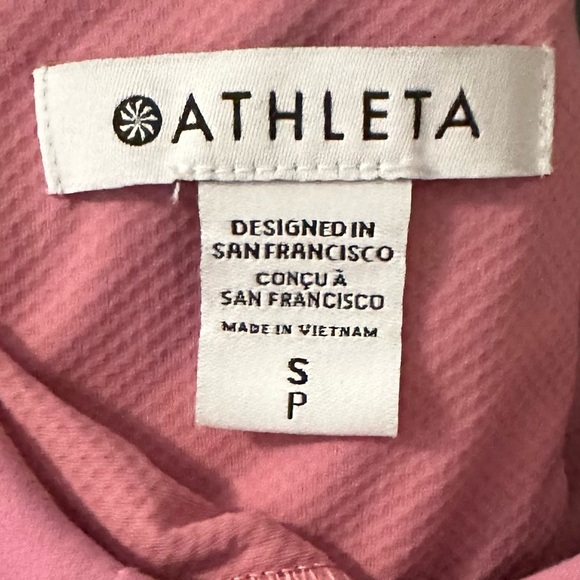 ATHLETA
DESIGNED IN
SAN FRANCISCO
CONÇU À
SAN FRANCISCO
MADE IN VIETNAM
S
P